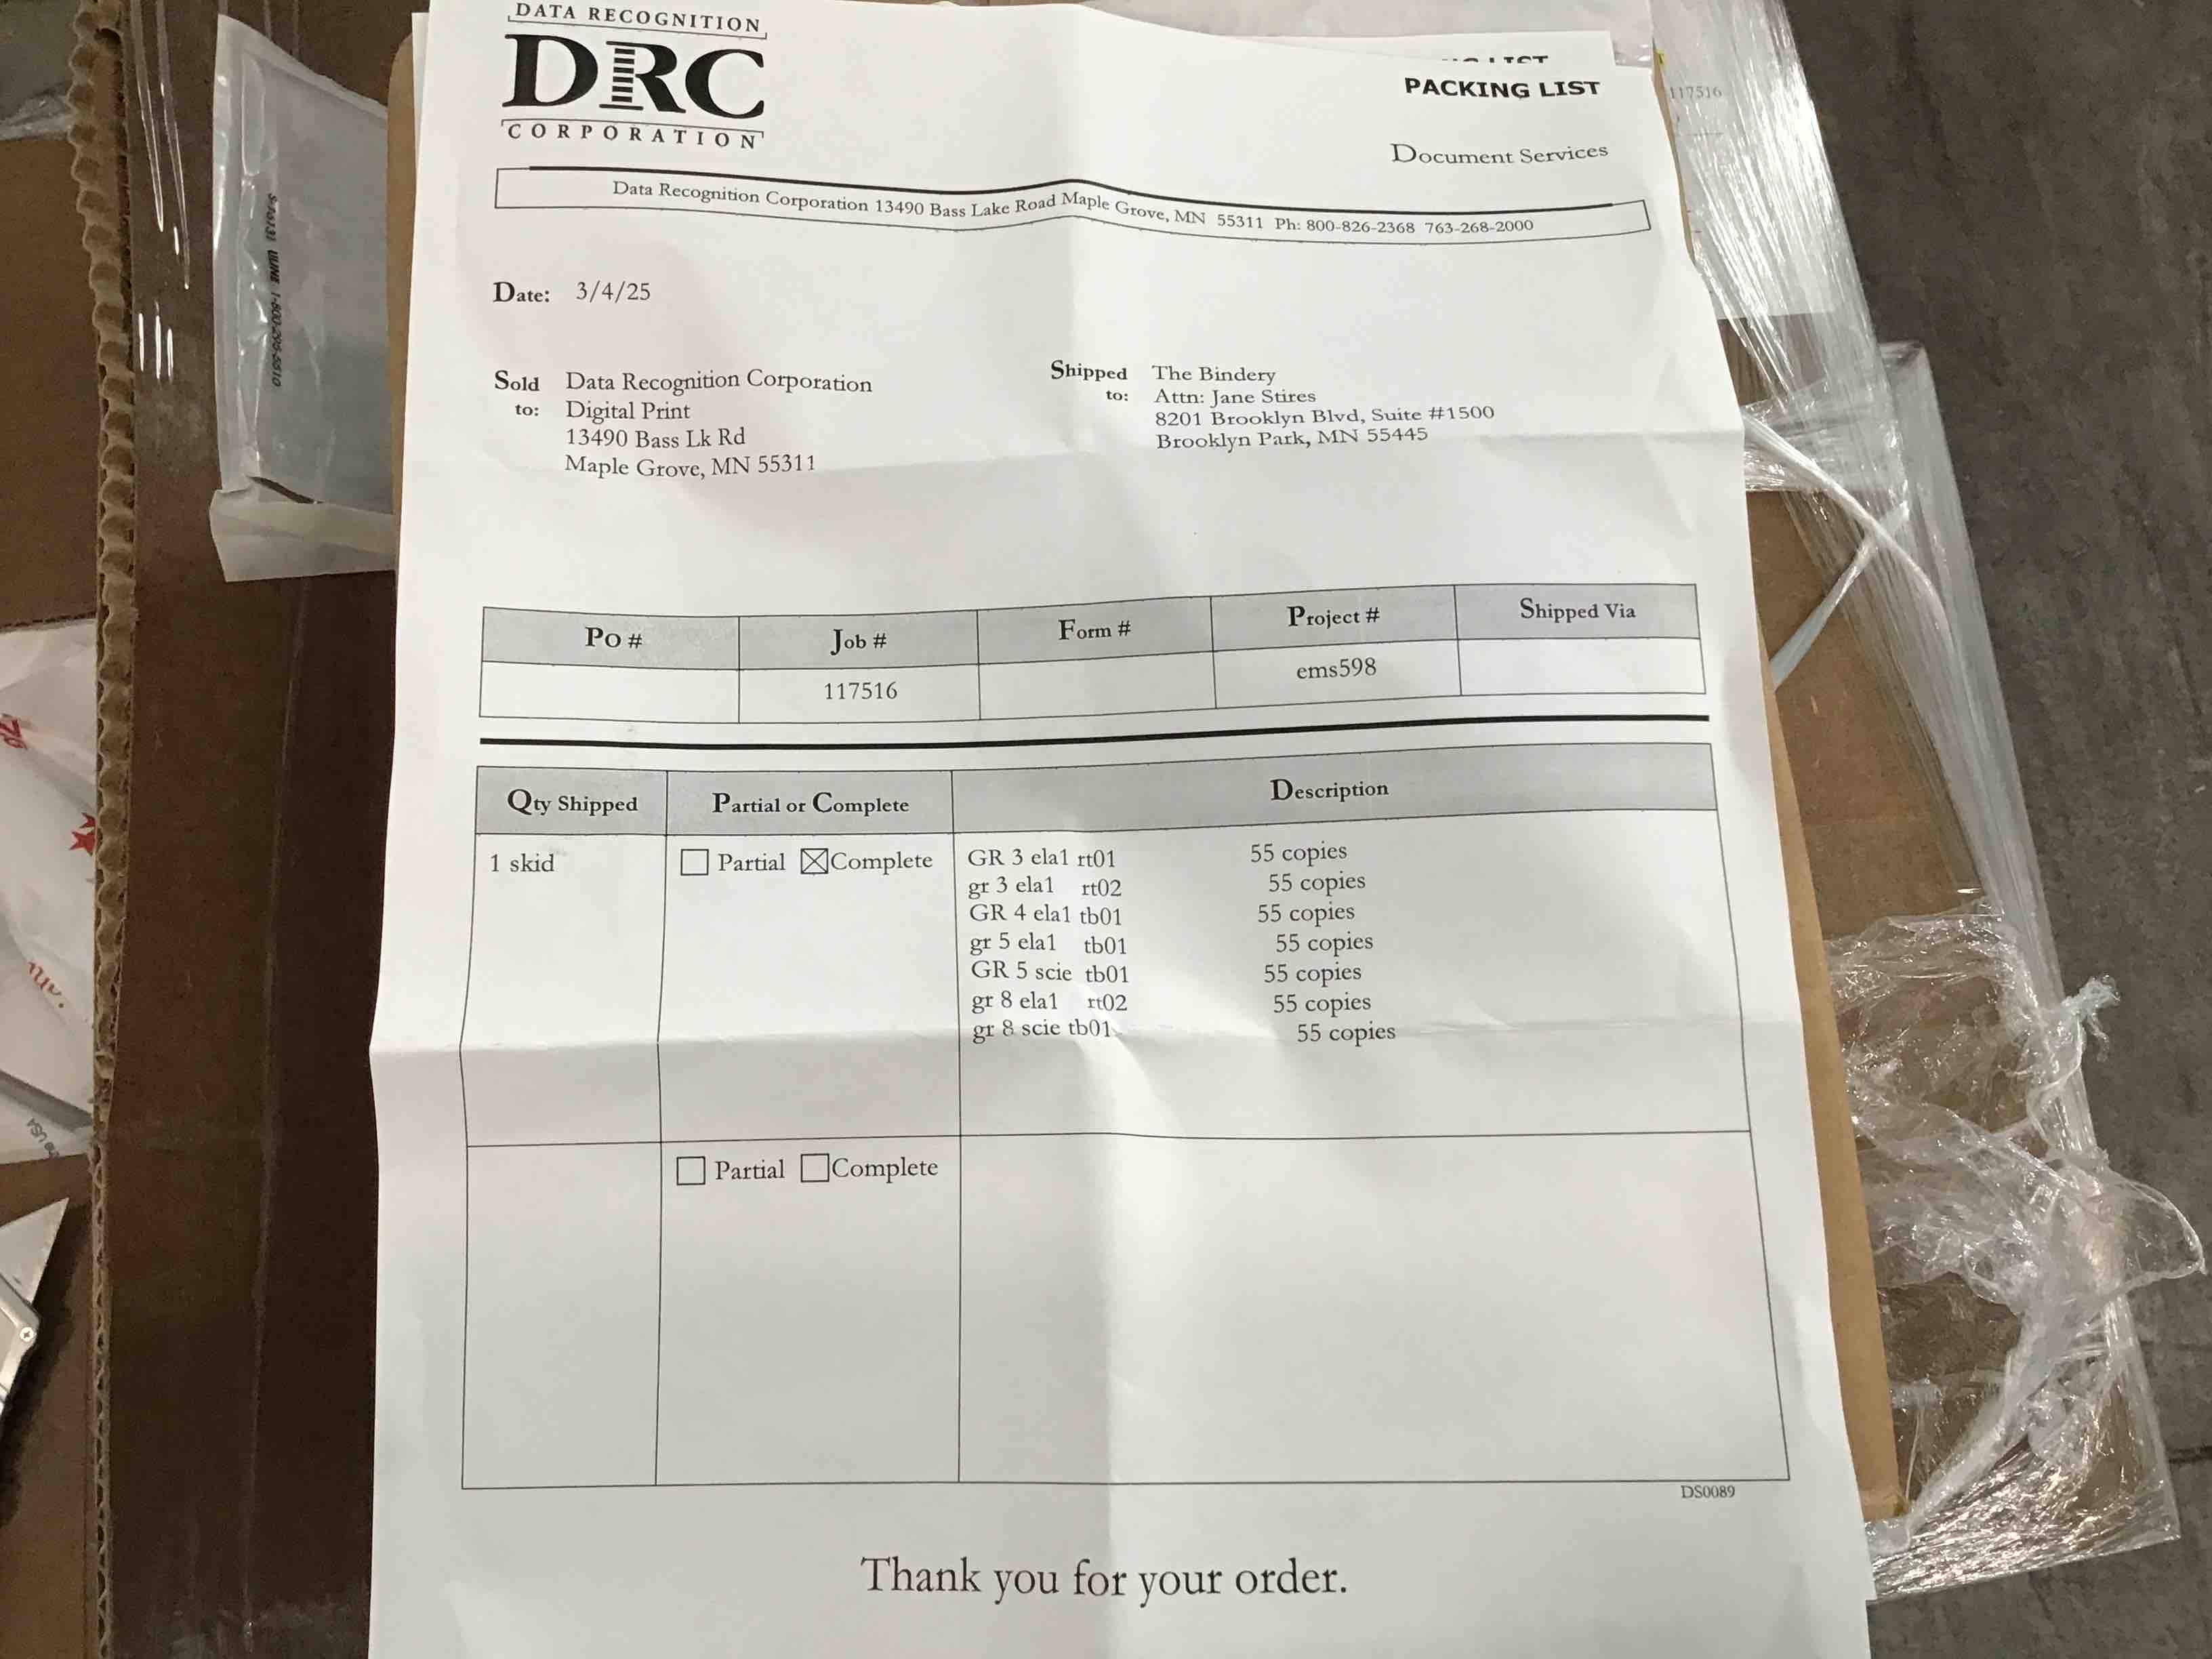 DATA RECOGNITION
DRC
CORPORATION
PACKING LIST
Document Services
117516
Data Recognition Corporation 13490 Bass Lake Road Maple Grove, MN 55311 Ph: 800-826-2368 763-268-2000
ULINE 1-800-295-5510
Date: 3/4/25
Sold to: Data Recognition Corporation
Digital Print
13490 Bass Lk Rd
Maple Grove, MN 55311
Shipped to: The Bindery
Attn: Jane Stires
8201 Brooklyn Blvd, Suite #1500
Brooklyn Park, MN 55445
PO # Job # Form # Project # Shipped Via
117516 ems598
Qty Shipped Partial or Complete Description
1 skid Partial Complete GR 3 ela1 rt01 55 copies
gr 3 ela1 rt02 55 copies
GR 4 ela1 tb01 55 copies
gr 5 ela1 tb01 55 copies
GR 5 scie tb01 55 copies
gr 8 ela1 rt02 55 copies
gr 8 scie tb01 55 copies
Partial Complete
DS0089
Thank you for your order.